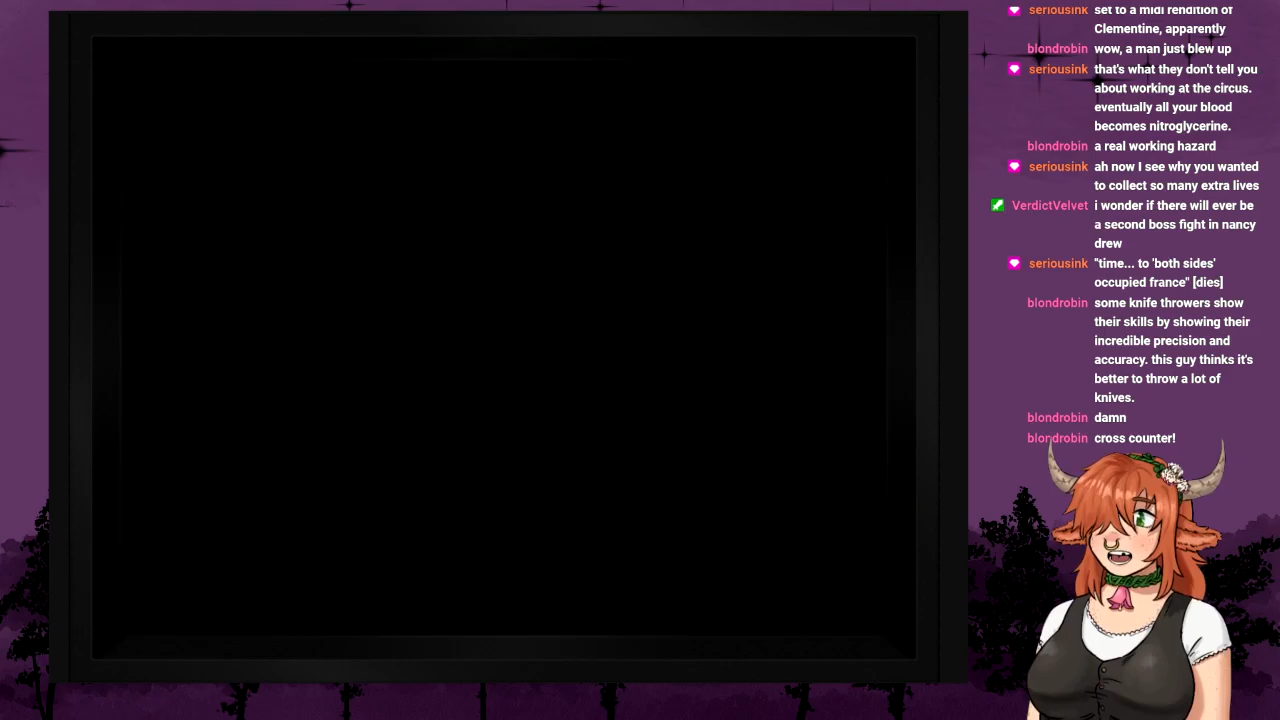 seriousink set to a midi rendition of
Clementine, apparently
blondrobin wow, a man just blew up
seriousink that's what they don't tell you
about working at the circus.
eventually all your blood
becomes nitroglycerine.
blondrobin a real working hazard
seriousink ah now I see why you wanted
to collect so many extra lives
VerdictVelvet i wonder if there will ever be
a second boss fight in nancy
drew
seriousink "time... to 'both sides'
occupied france" [dies]
blondrobin some knife throwers show
their skills by showing their
incredible precision and
accuracy. this guy thinks it's
better to throw a lot of
knives.
blondrobin damn
blondrobin cross counter!